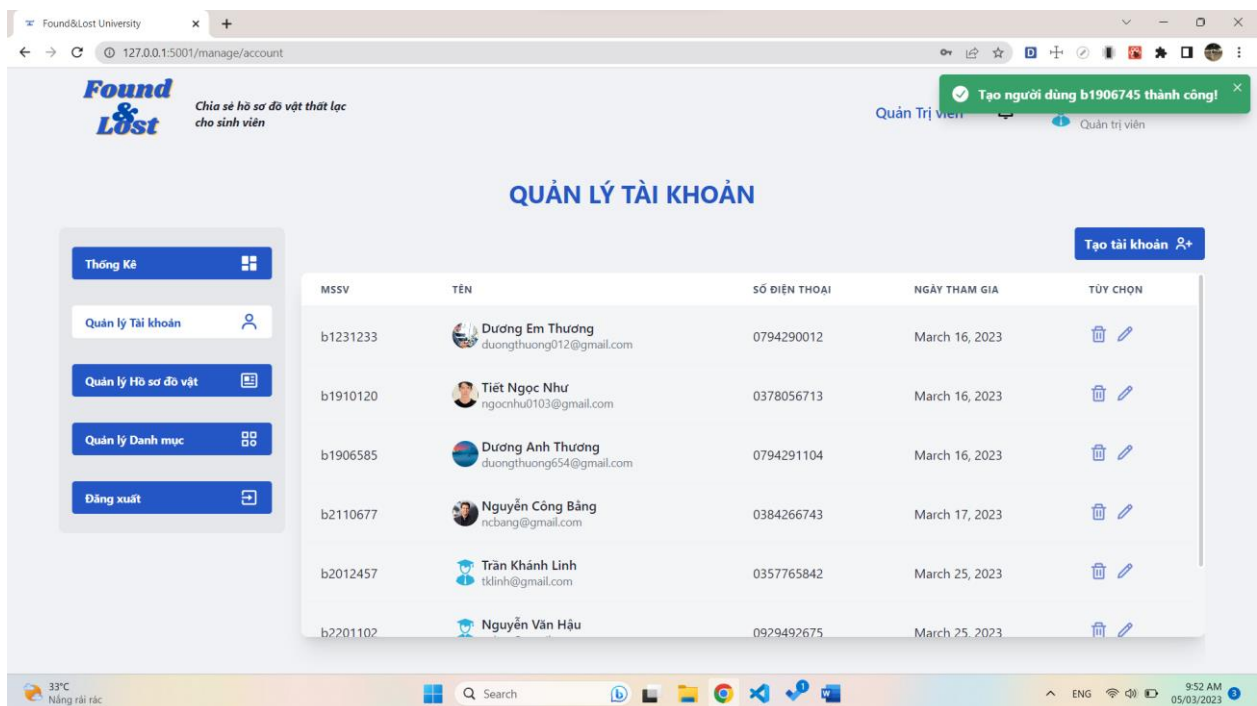 Found&Lost University
127.0.0.1:5001/manage/account
Found
&
Lost
Chia sẻ hồ sơ đồ vật thất lạc
cho sinh viên
Quản Trị viên
Tạo người dùng b1906745 thành công!
Quản trị viên
QUẢN LÝ TÀI KHOẢN
Tạo tài khoản
Thống Kê
Quản lý Tài khoản
Quản lý Hồ sơ đồ vật
Quản lý Danh mục
Đăng xuất
MSSV TÊN SỐ ĐIỆN THOẠI NGÀY THAM GIA TÙY CHỌN
b1231233 Dương Em Thương 0794290012 March 16, 2023
duongthuong012@gmail.com
b1910120 Tiết Ngọc Như 0378056713 March 16, 2023
ngocnhu0103@gmail.com
b1906585 Dương Anh Thương 0794291104 March 16, 2023
duongthuong654@gmail.com
b2110677 Nguyễn Công Bằng 0384266743 March 17, 2023
ncbang@gmail.com
b2012457 Trần Khánh Linh 0357765842 March 25, 2023
tklinh@gmail.com
b2201102 Nguyễn Văn Hậu 0929492675 March 25, 2023
33°C
Nắng rải rác
Search
ENG
9:52 AM
05/03/2023
3